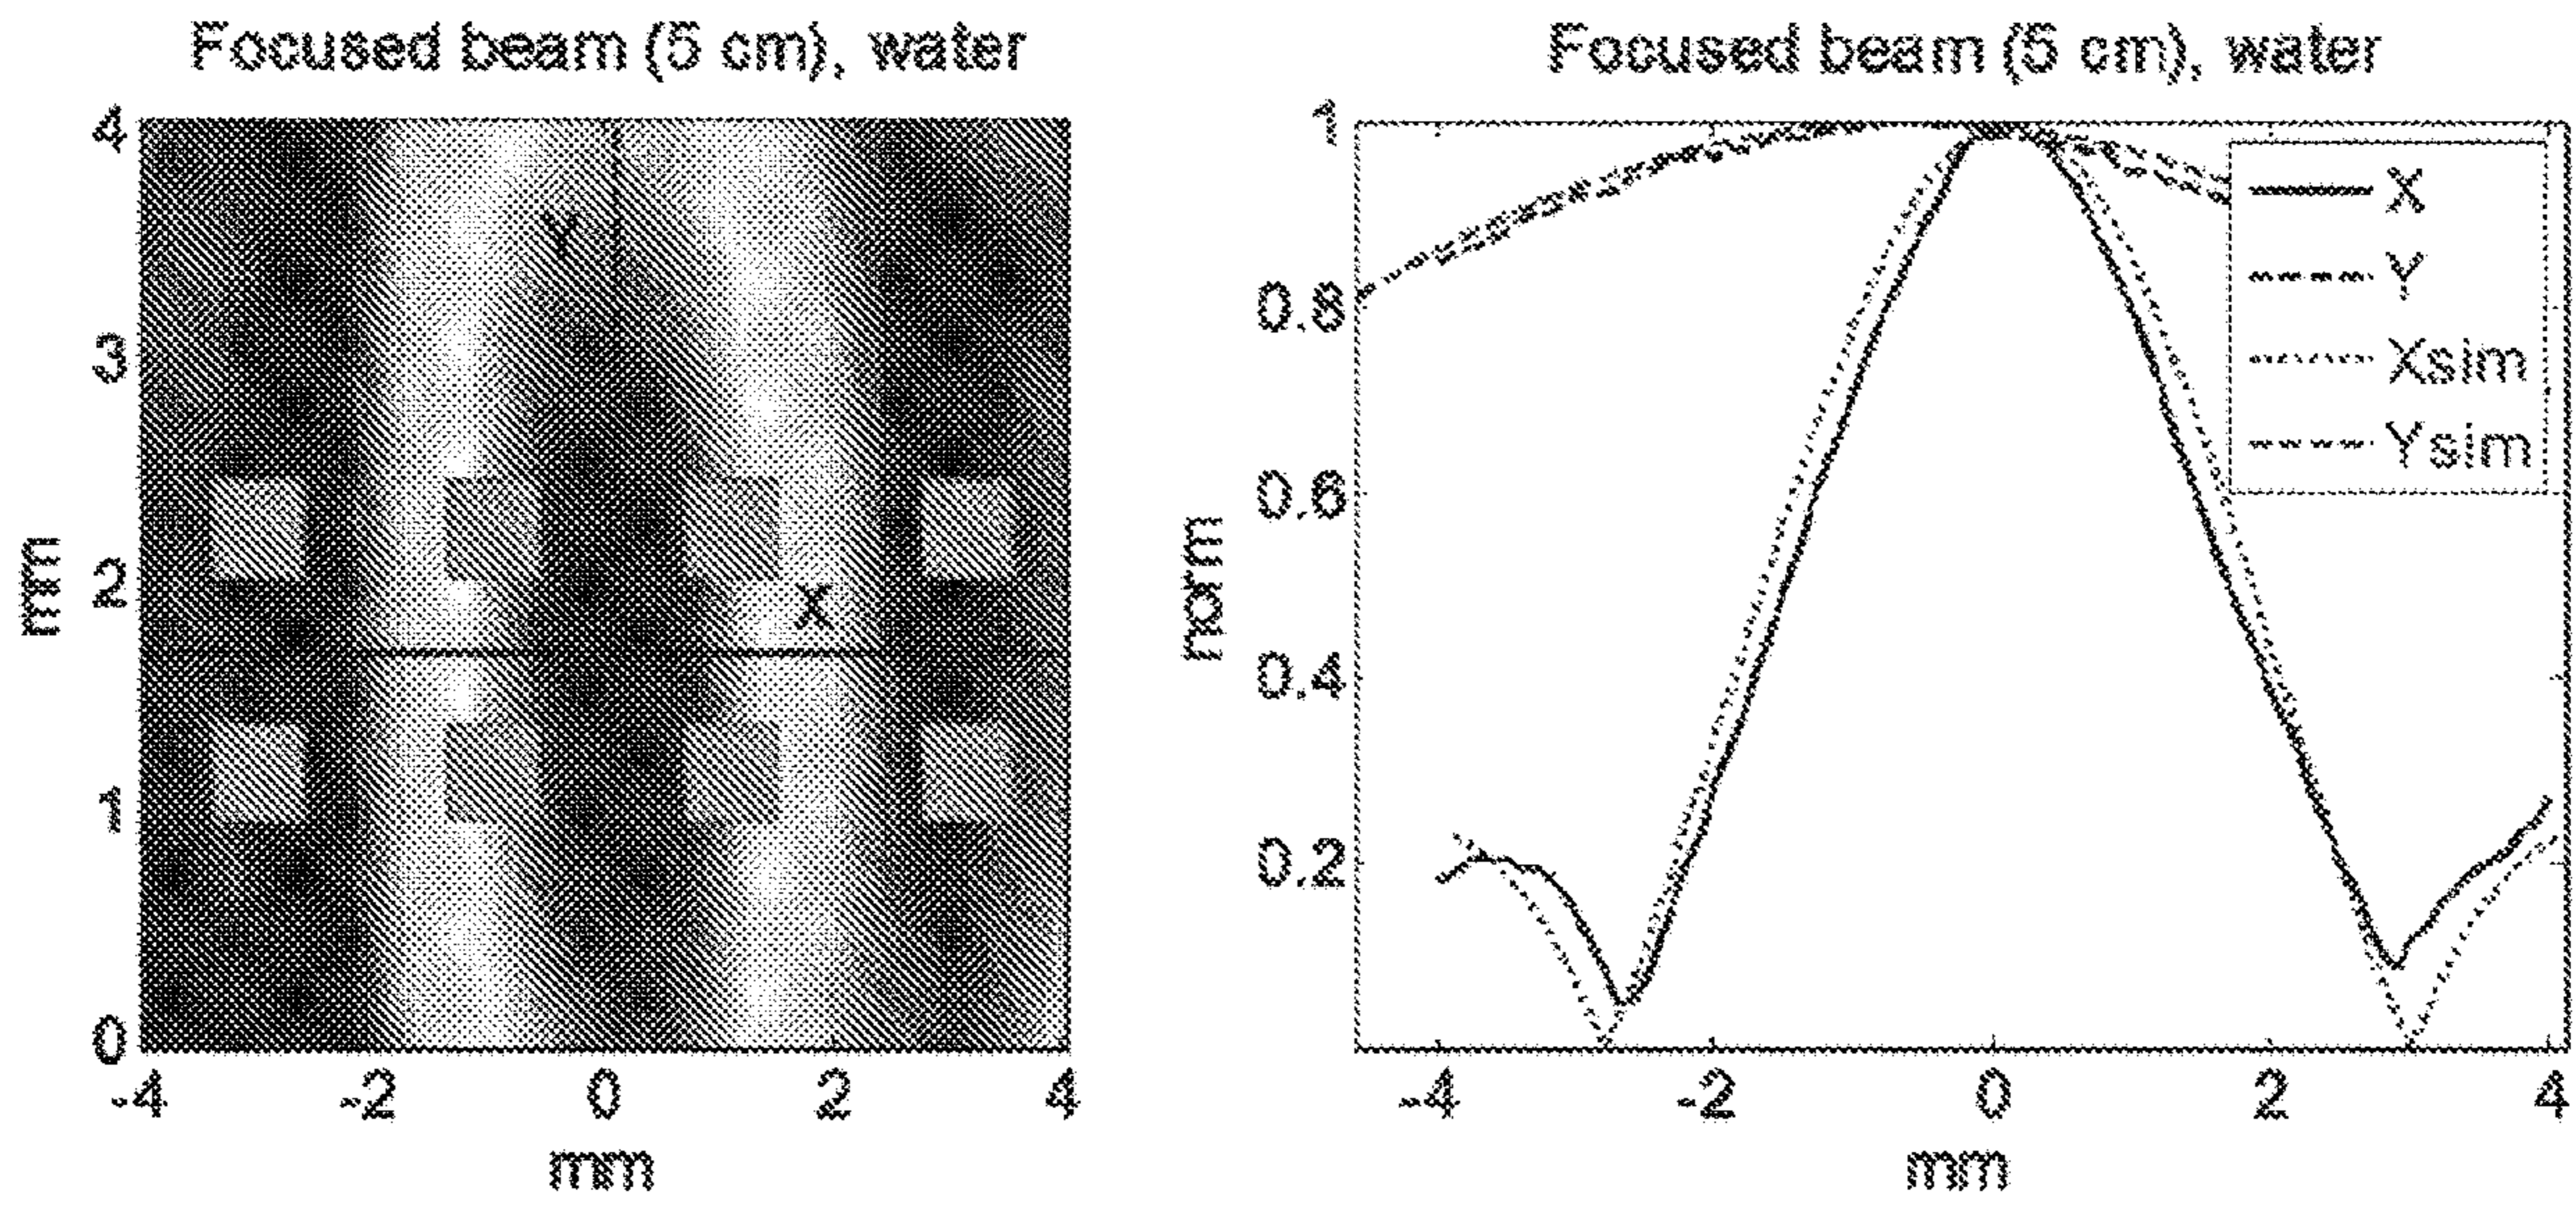 Focused beam (5 cm), water
4
3
2
1
0
mm
Y
X
-4 -2 0 2 4
mm
Focused beam (5 cm), water
1
0.8
0.6
0.4
0.2
norm
X
Y
Xsim
Ysim
-4 -2 0 2 4
mm